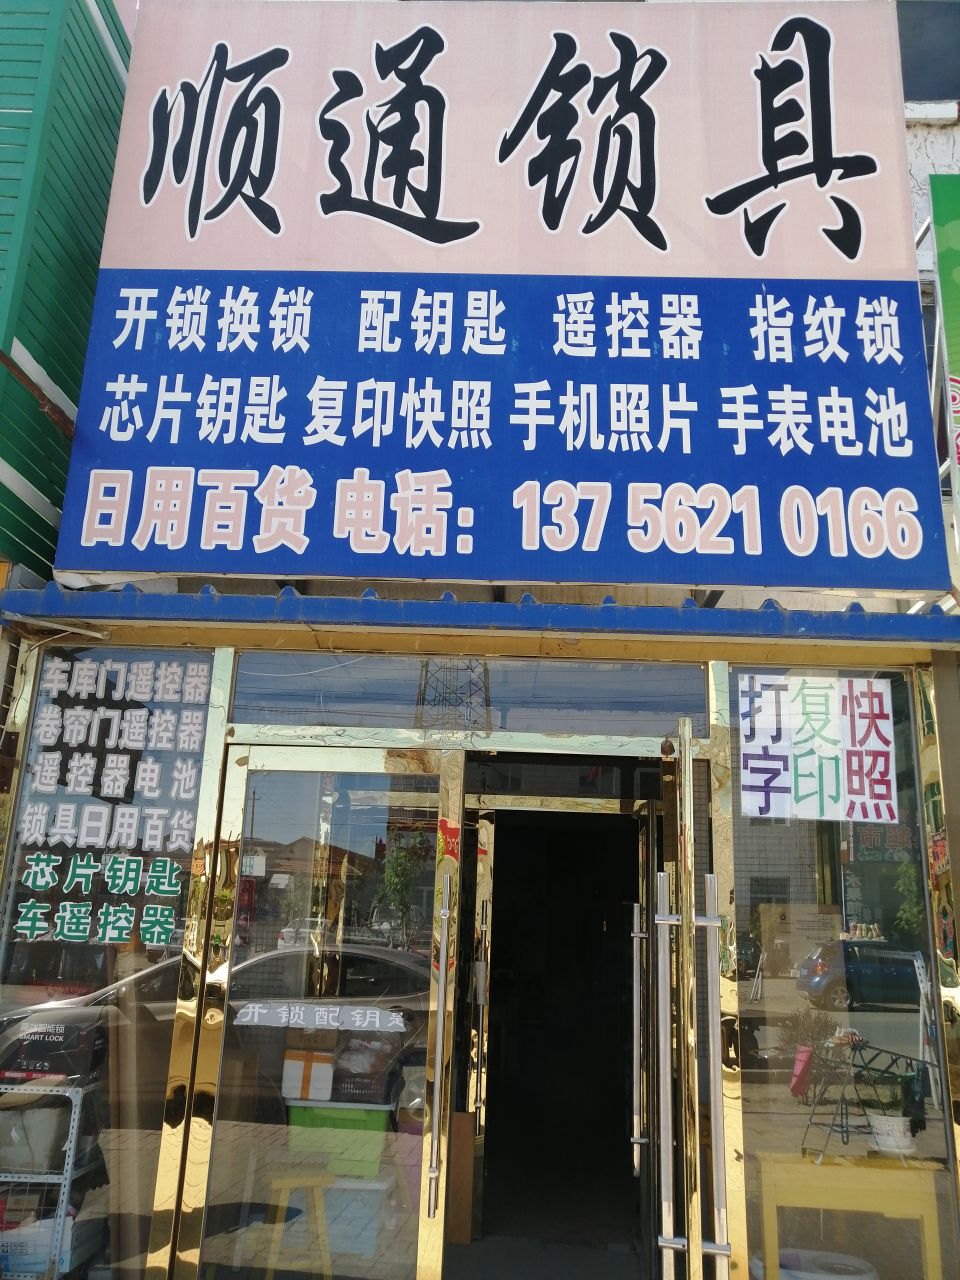 顺通锁具
开锁换锁 配钥匙 遥控器 指纹锁
芯片钥匙 复印快照 手机照片 手表电池
日用百货 电话：137 5621 0166
车库门遥控器
卷帘门遥控器
遥控器电池
锁具日用百货
芯片钥匙
车遥控器
打字
复印
快照
开锁配钥匙
SMART LOCK